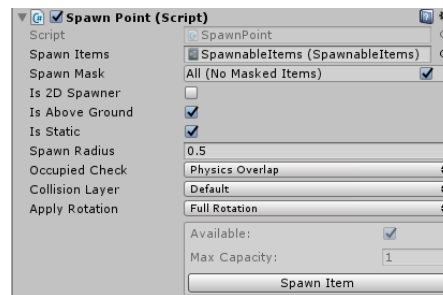 Spawn Point (Script)
Script SpawnPoint
Spawn Items SpawnableItems (SpawnableItems)
Spawn Mask All (No Masked Items)
Is 2D Spawner
Is Above Ground
Is Static
Spawn Radius 0.5
Occupied Check Physics Overlap
Collision Layer Default
Apply Rotation Full Rotation
Available:
Max Capacity: 1
Spawn Item